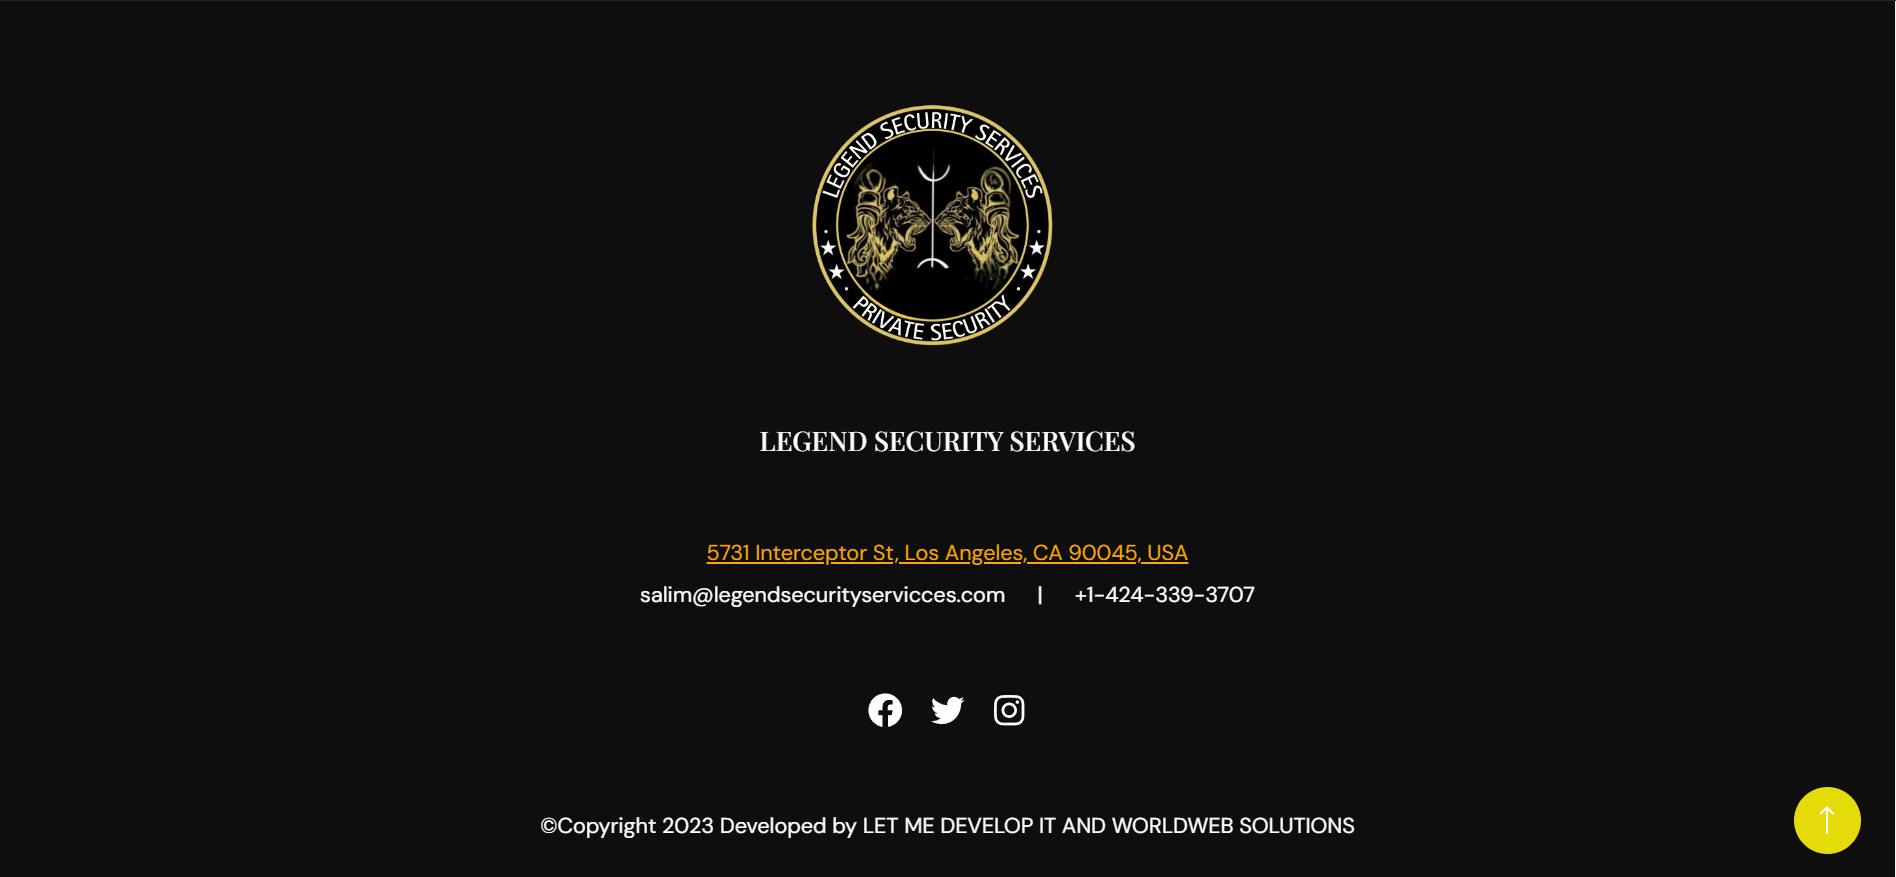 LEGEND SECURITY SERVICES
PRIVATE SECURITY
LEGEND SECURITY SERVICES
5731 Interceptor St, Los Angeles, CA 90045, USA
salim@legendsecurityservicces.com | +1-424-339-3707
©Copyright 2023 Developed by LET ME DEVELOP IT AND WORLDWEB SOLUTIONS